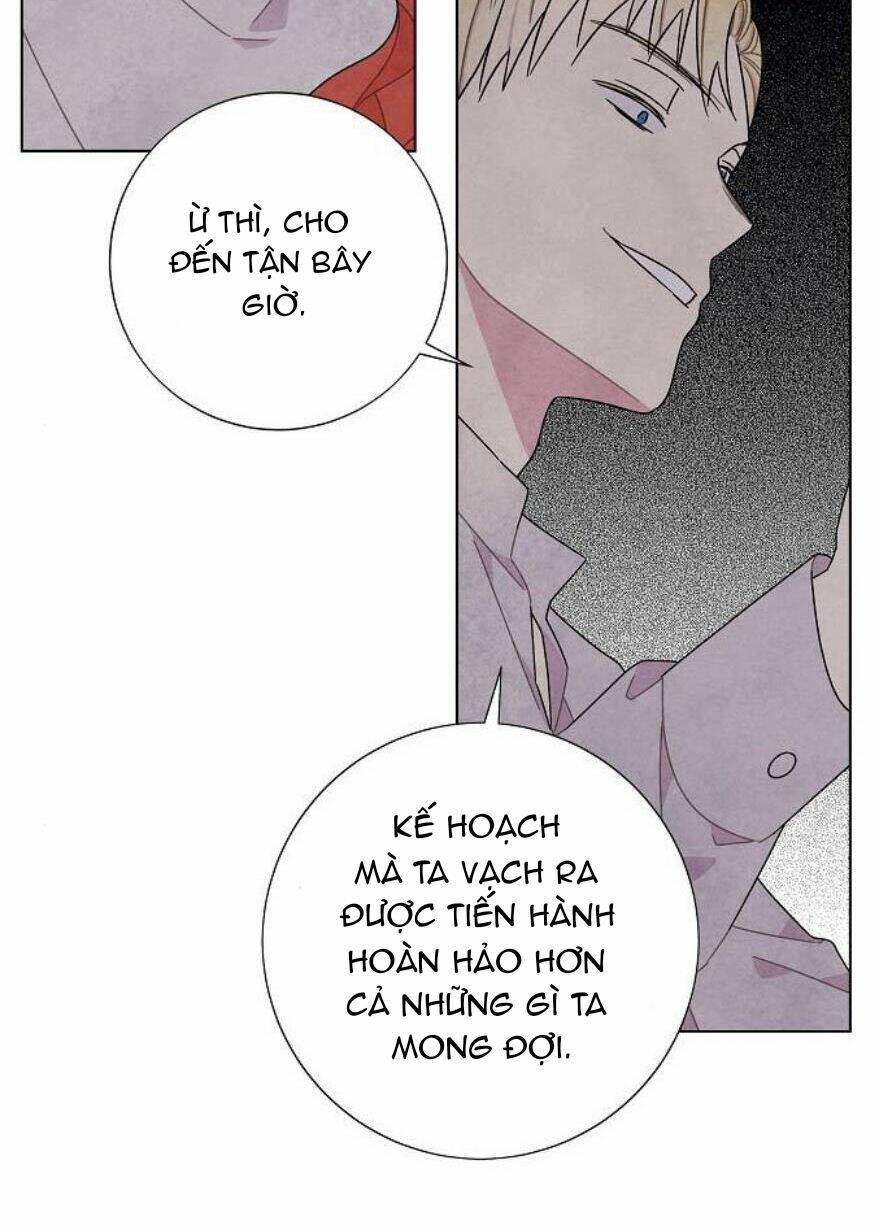 Ừ THÌ, CHO
ĐẾN TẬN BÂY
GIỜ.
KẾ HOẠCH
MÀ TA VẠCH RA
ĐƯỢC TIẾN HÀNH
HOÀN HẢO HƠN
CẢ NHỮNG GÌ TA
MONG ĐỢI.